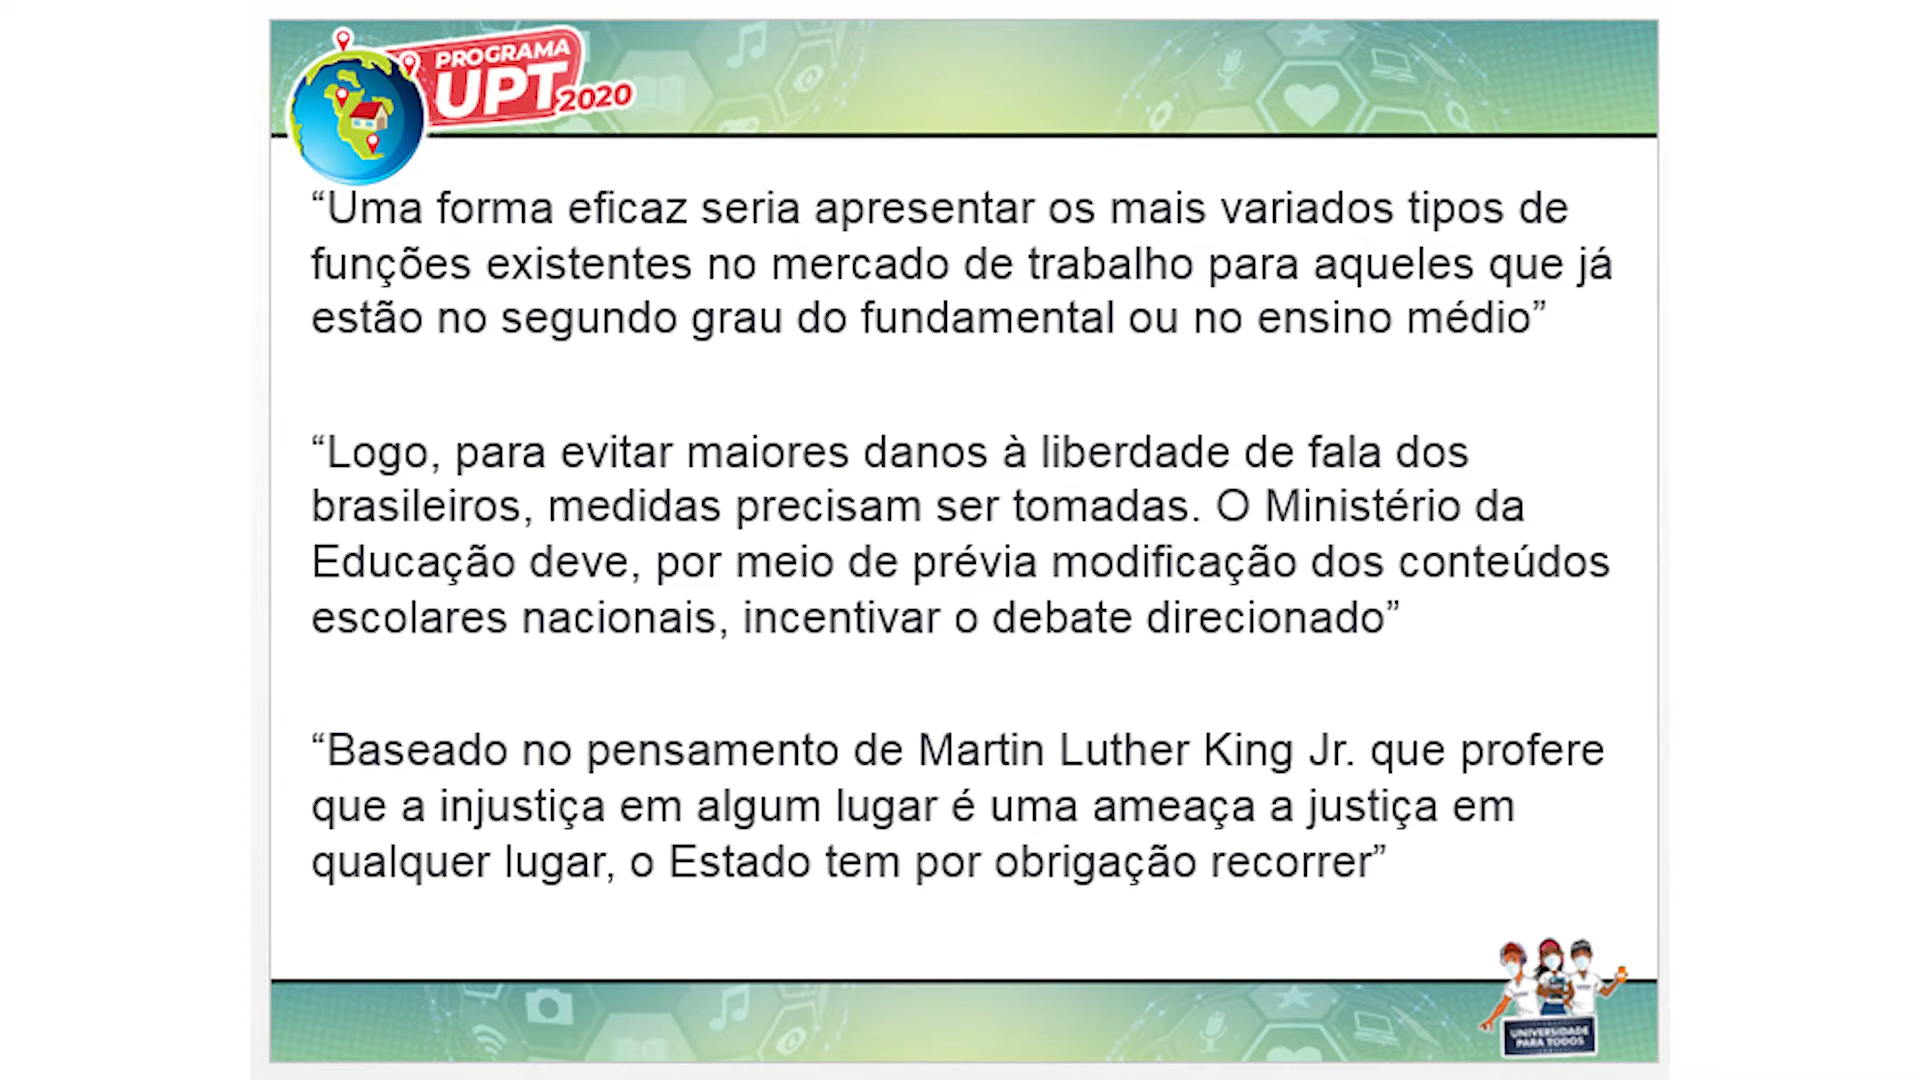 PROGRAMA
UPT 2020
“Uma forma eficaz seria apresentar os mais variados tipos de
funções existentes no mercado de trabalho para aqueles que já
estão no segundo grau do fundamental ou no ensino médio”
“Logo, para evitar maiores danos à liberdade de fala dos
brasileiros, medidas precisam ser tomadas. O Ministério da
Educação deve, por meio de prévia modificação dos conteúdos
escolares nacionais, incentivar o debate direcionado”
“Baseado no pensamento de Martin Luther King Jr. que profere
que a injustiça em algum lugar é uma ameaça a justiça em
qualquer lugar, o Estado tem por obrigação recorrer”
UNIVERSIDADE
PARA TODOS